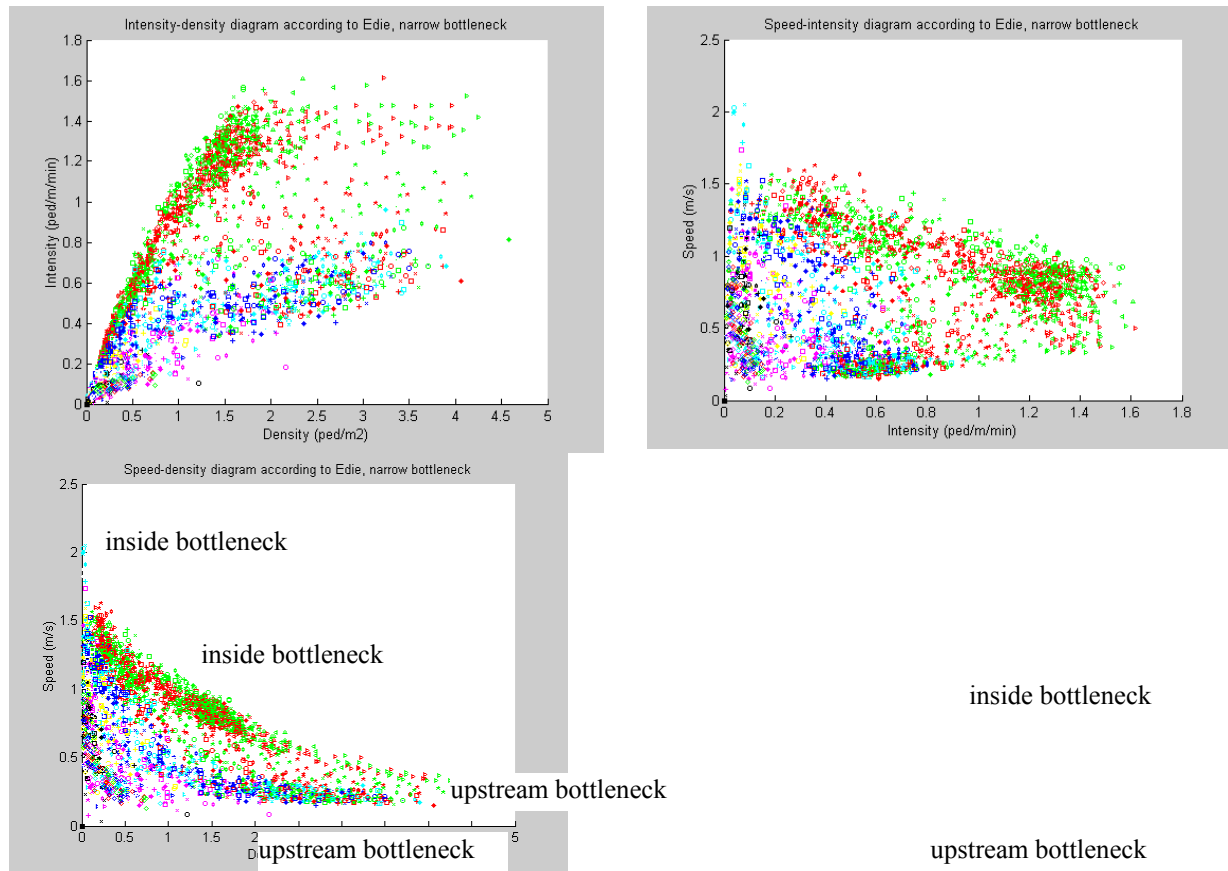 Intensity-density diagram according to Edie, narrow bottleneck
1.8
1.6
1.4
1.2
1
0.8
0.6
0.4
0.2
0
Intensity (ped/m/min)
0 0.5 1 1.5 2 2.5 3 3.5 4 4.5 5
Density (ped/m2)
Speed-intensity diagram according to Edie, narrow bottleneck
2.5
2
1.5
1
0.5
0
Speed (m/s)
0 0.2 0.4 0.6 0.8 1 1.2 1.4 1.6 1.8
Intensity (ped/m/min)
Speed-density diagram according to Edie, narrow bottleneck
2.5
2
1.5
1
0.5
0
Speed (m/s)
inside bottleneck
inside bottleneck
inside bottleneck
upstream bottleneck
0 0.5 1 1.5 2 5
upstream bottleneck
upstream bottleneck